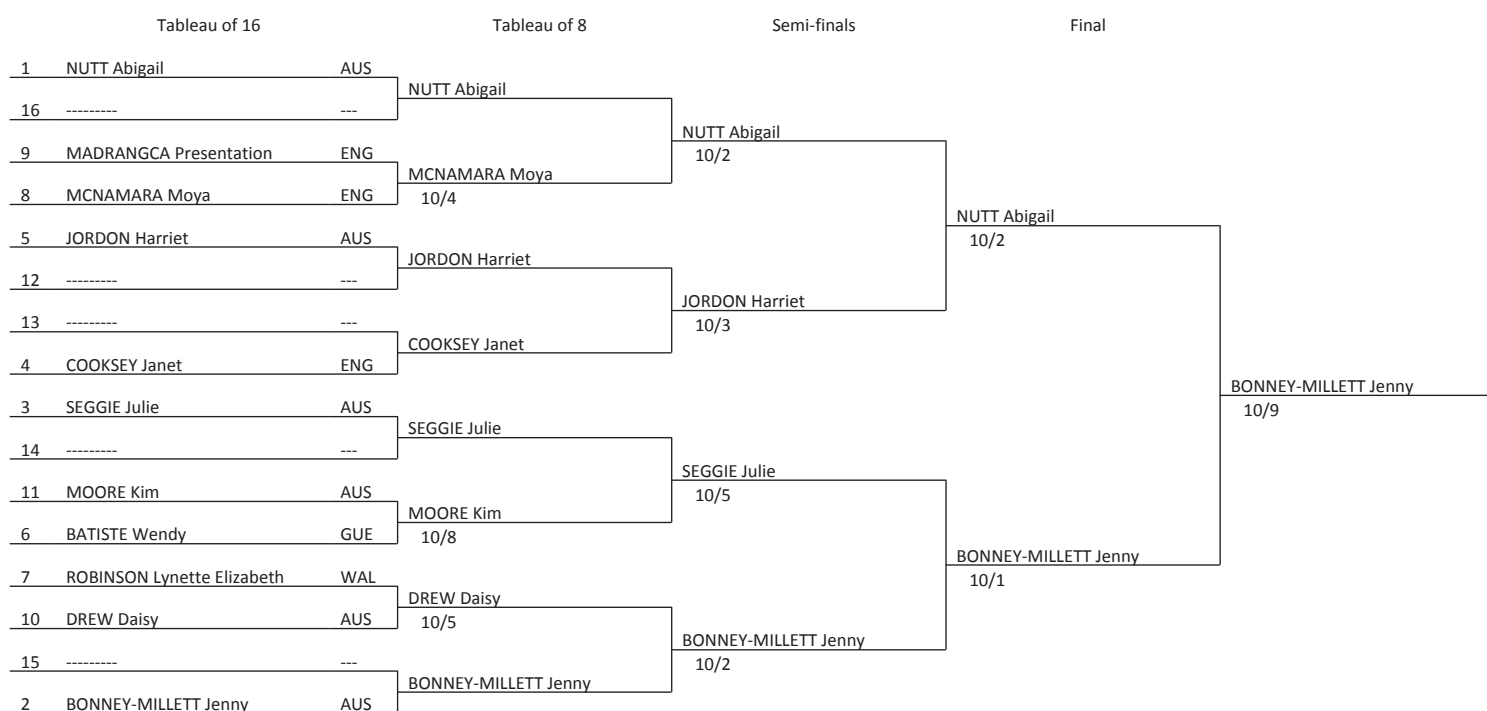 Tableau of 16 Tableau of 8 Semi-finals Final
1 NUTT Abigail AUS
NUTT Abigail
16 --------- ---
NUTT Abigail
9 MADRANGCA Presentation ENG
10/2
MCNAMARA Moya
8 MCNAMARA Moya ENG
10/4
NUTT Abigail
5 JORDON Harriet AUS
10/2
JORDON Harriet
12 --------- ---
JORDON Harriet
13 --------- ---
10/3
COOKSEY Janet
4 COOKSEY Janet ENG
BONNEY-MILLETT Jenny
3 SEGGIE Julie AUS
10/9
SEGGIE Julie
14 --------- ---
SEGGIE Julie
11 MOORE Kim AUS
10/5
MOORE Kim
6 BATISTE Wendy GUE
10/8
BONNEY-MILLETT Jenny
7 ROBINSON Lynette Elizabeth WAL
10/1
DREW Daisy
10 DREW Daisy AUS
10/5
BONNEY-MILLETT Jenny
15 --------- ---
10/2
BONNEY-MILLETT Jenny
2 BONNEY-MILLETT Jenny AUS